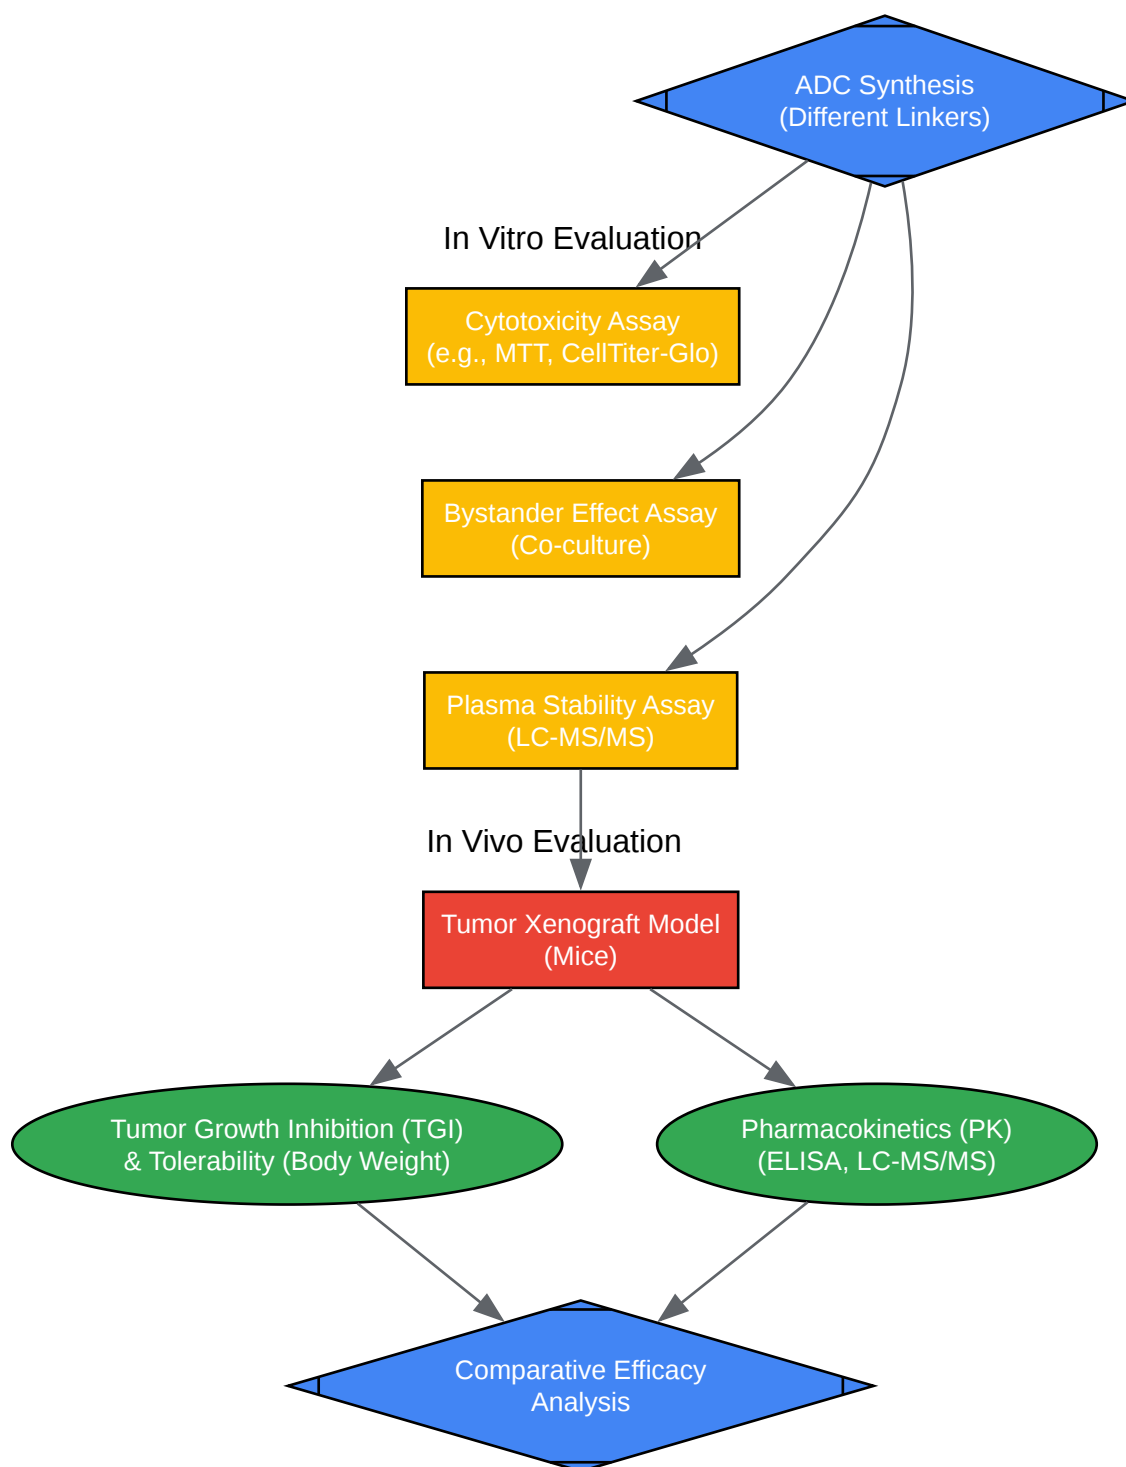 ADC Synthesis
(Different Linkers)
In Vitro Evaluation
Cytotoxicity Assay
(e.g., MTT, CellTiter-Glo)
Bystander Effect Assay
(Co-culture)
Plasma Stability Assay
(LC-MS/MS)
In Vivo Evaluation
Tumor Xenograft Model
(Mice)
Tumor Growth Inhibition (TGI)
& Tolerability (Body Weight)
Pharmacokinetics (PK)
(ELISA, LC-MS/MS)
Comparative Efficacy
Analysis